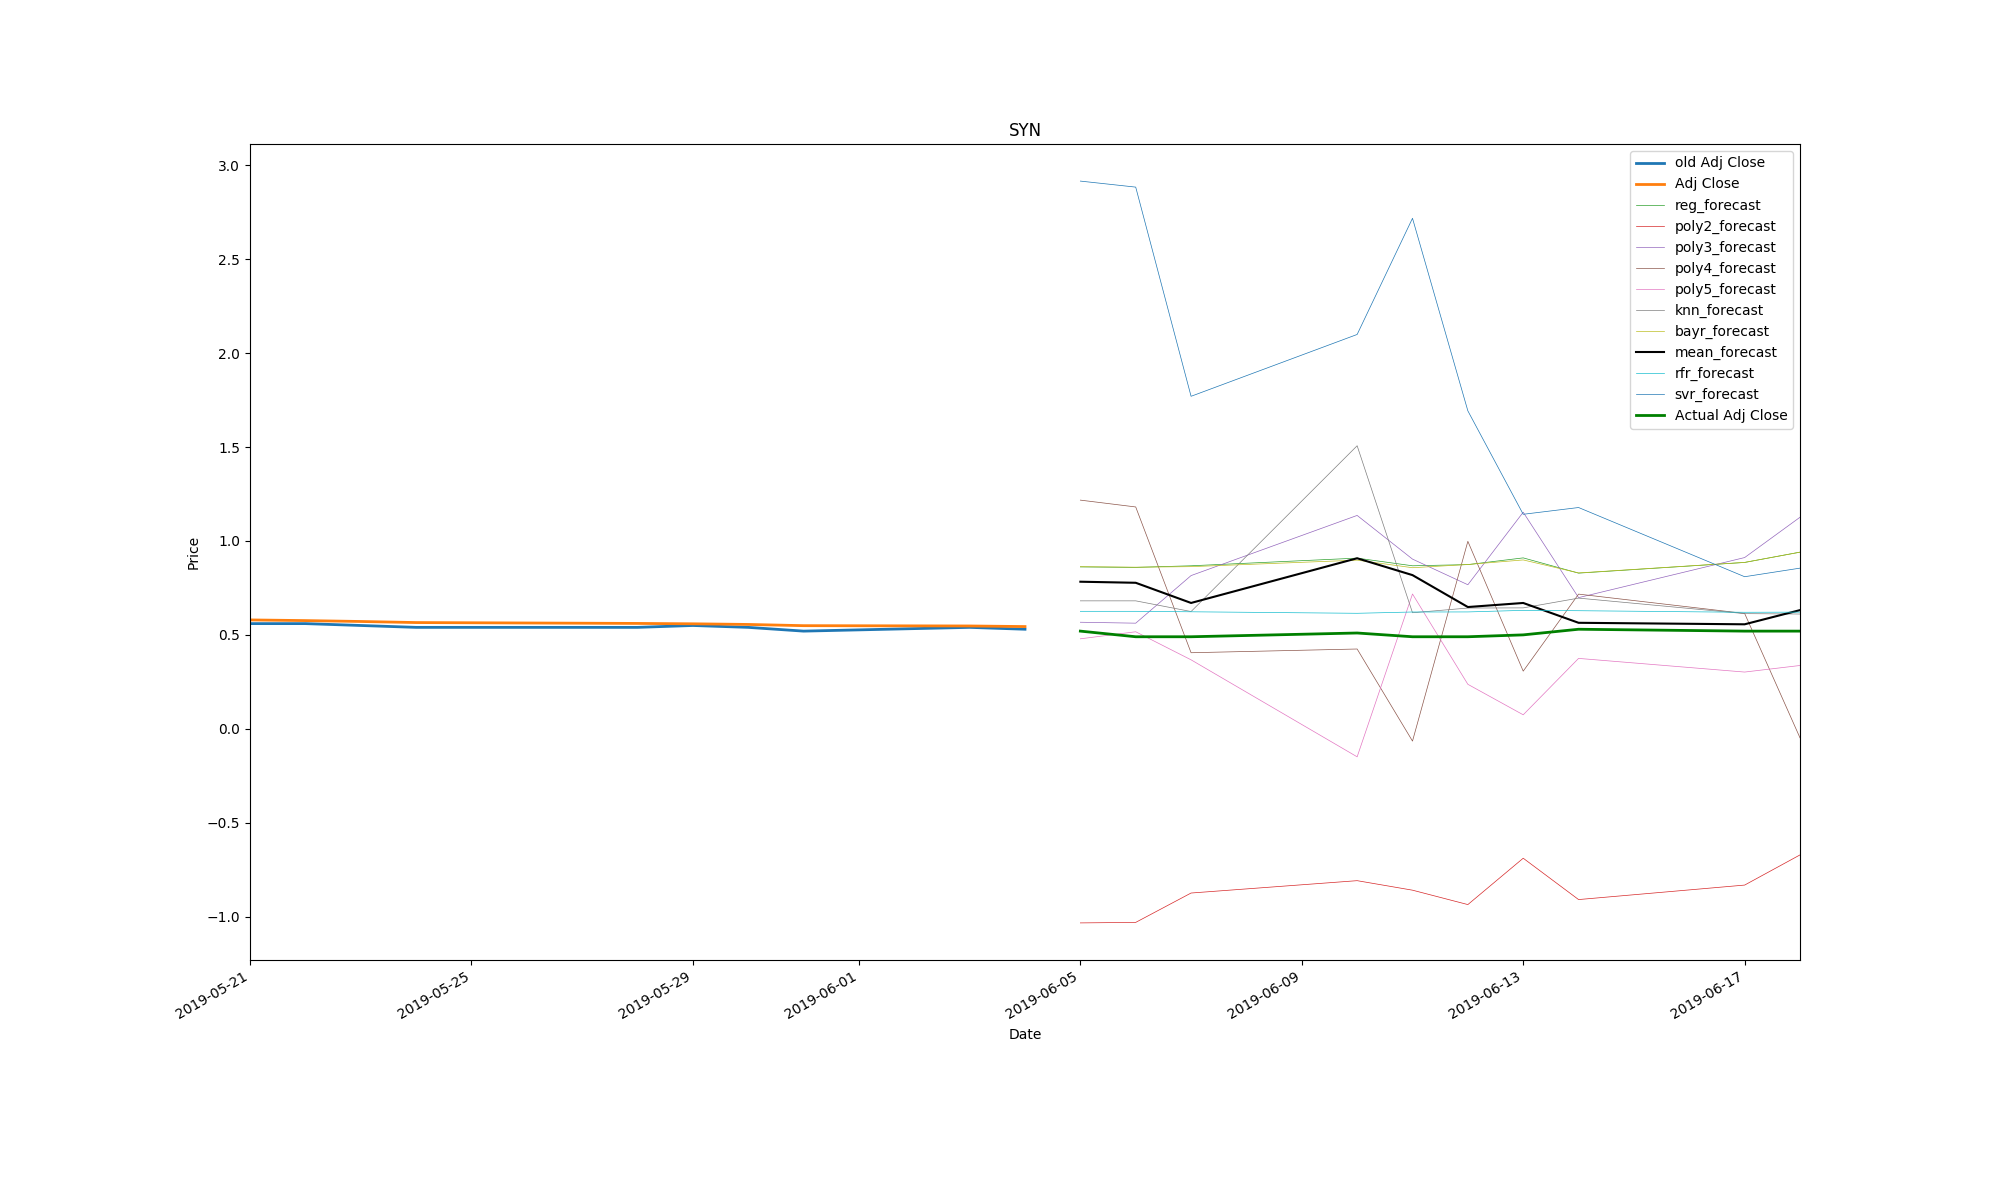 SYN
3.0
2.5
2.0
1.5
1.0
0.5
0.0
−0.5
−1.0
Price
old Adj Close
Adj Close
reg_forecast
poly2_forecast
poly3_forecast
poly4_forecast
poly5_forecast
knn_forecast
bayr_forecast
mean_forecast
rfr_forecast
svr_forecast
Actual Adj Close
2019-05-21
2019-05-25
2019-05-29
2019-06-01
2019-06-05
2019-06-09
2019-06-13
2019-06-17
Date